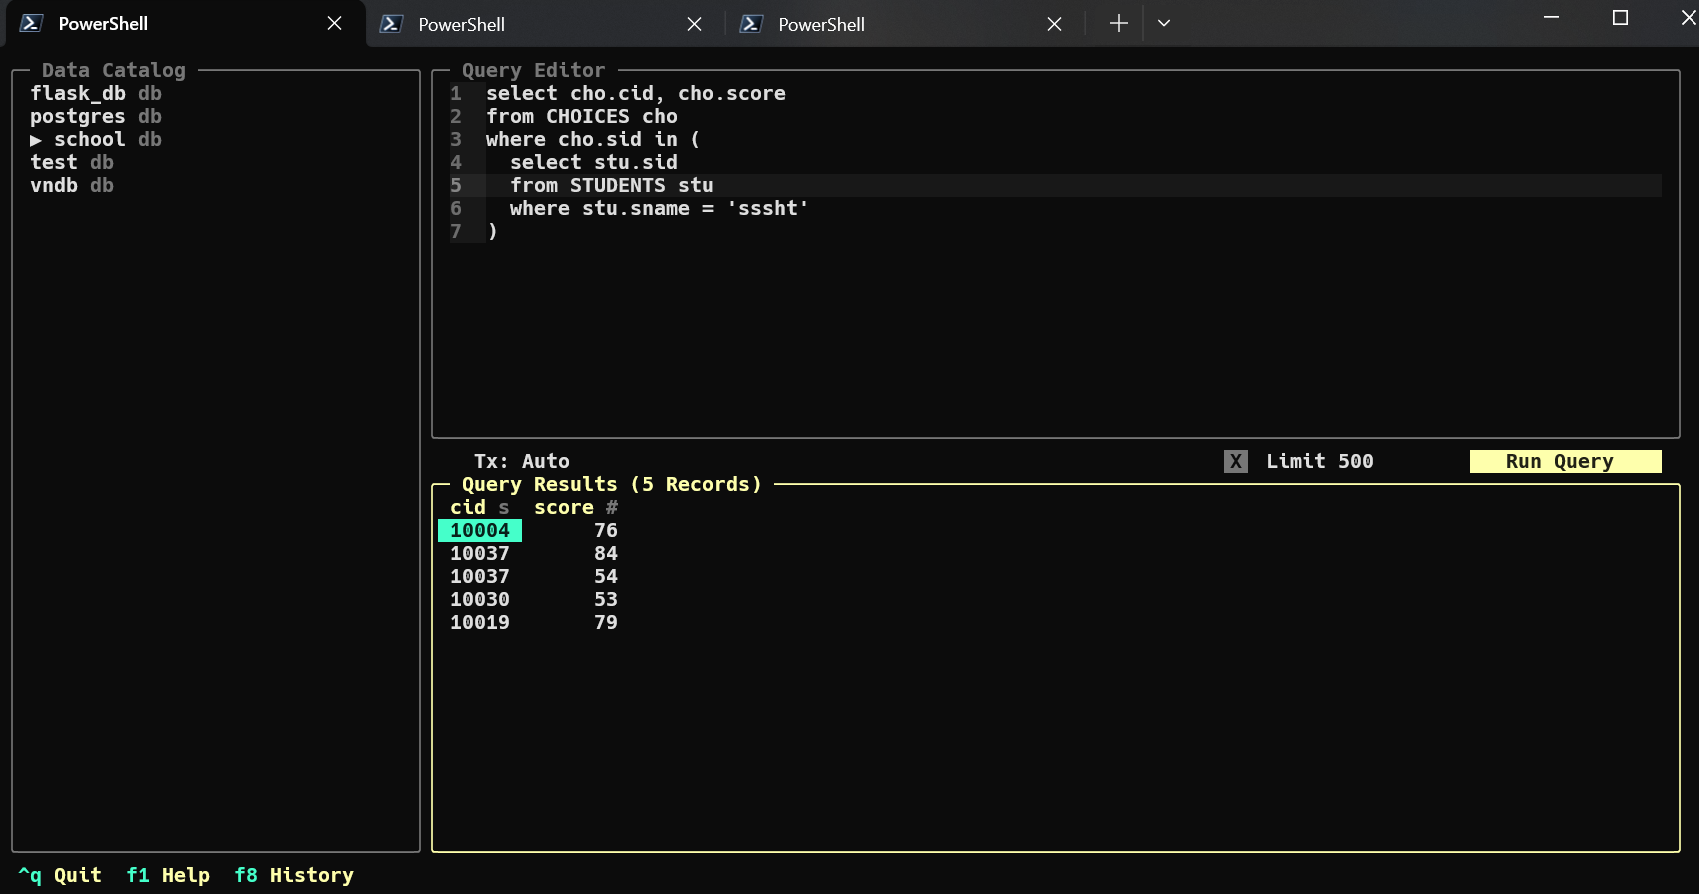 PowerShell PowerShell PowerShell
Data Catalog
flask_db db
postgres db
▶ school db
test db
vndb db
Query Editor
1 select cho.cid, cho.score
2 from CHOICES cho
3 where cho.sid in (
4   select stu.sid
5   from STUDENTS stu
6   where stu.sname = 'sssht'
7 )
Tx: Auto X Limit 500 Run Query
Query Results (5 Records)
cid s score #
10004 76
10037 84
10037 54
10030 53
10019 79
^q Quit f1 Help f8 History